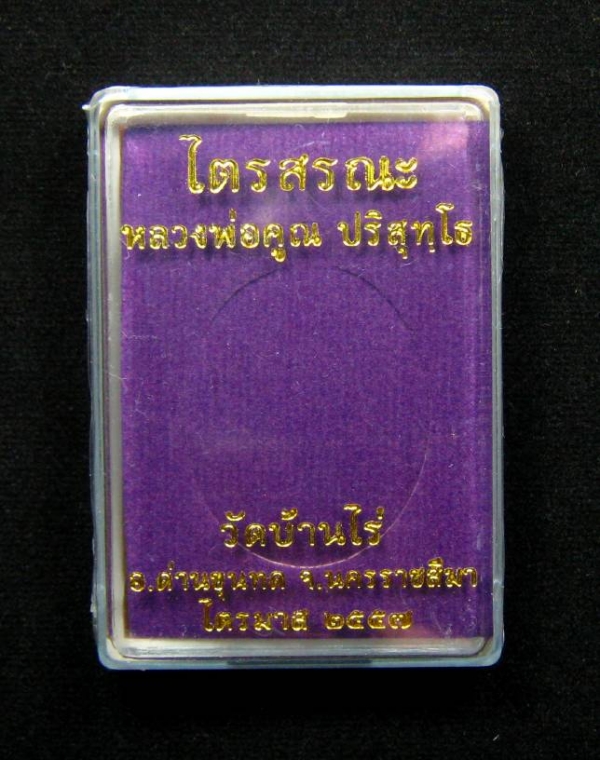 ไตรสรณะ
หลวงพ่อคูณ ปริสุทฺโธ
วัดบ้านไร่
อ.ด่านขุนทด จ.นครราชสีมา
ไตรมาส ๒๕๕๗